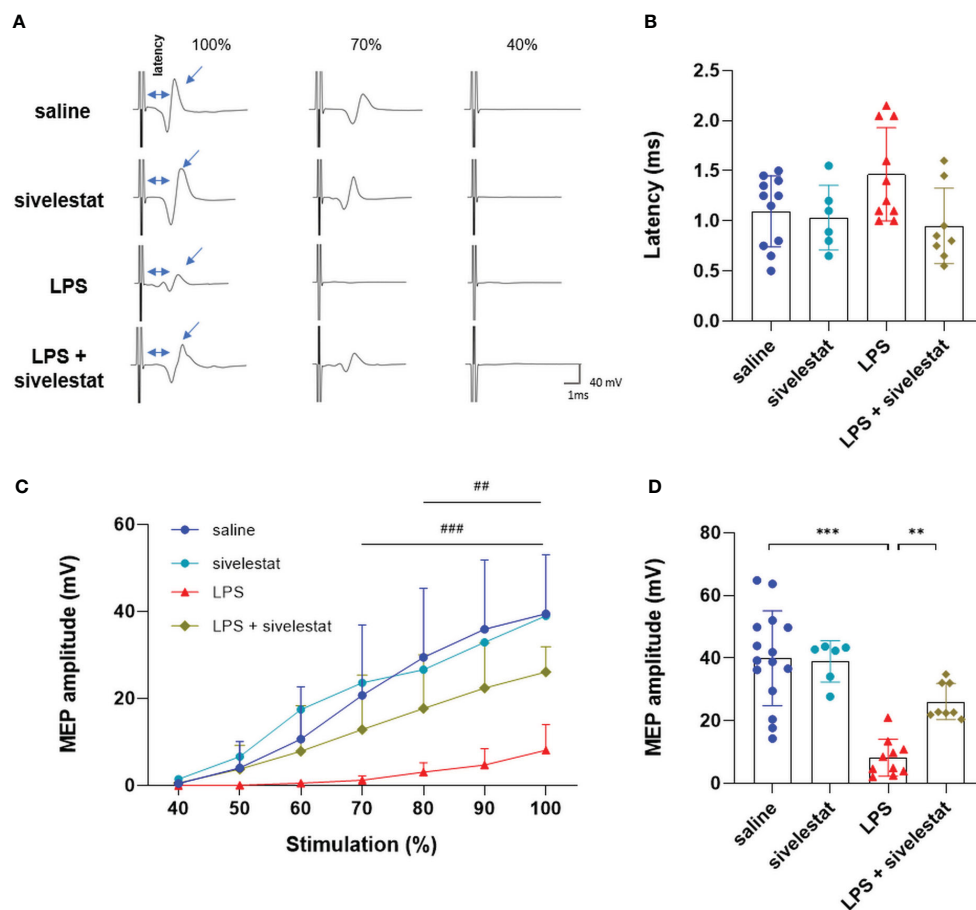 A
latency
100%
70%
40%
saline
sivelestat
LPS
LPS +
sivelestat
40 mV
1ms
B
Latency (ms)
2.5
2.0
1.5
1.0
0.5
0.0
saline
sivelestat
LPS
LPS + sivelestat
C
MEP amplitude (mV)
60
40
20
0
saline
sivelestat
LPS
LPS + sivelestat
##
###
40 50 60 70 80 90 100
Stimulation (%)
D
MEP amplitude (mV)
80
60
40
20
0
*** **
saline
sivelestat
LPS
LPS + sivelestat